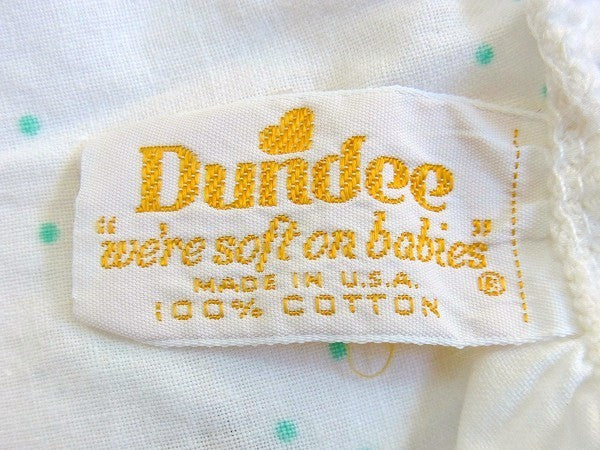 Dundee
"we're soft on babies"
MADE IN U.S.A. ®
100% COTTON